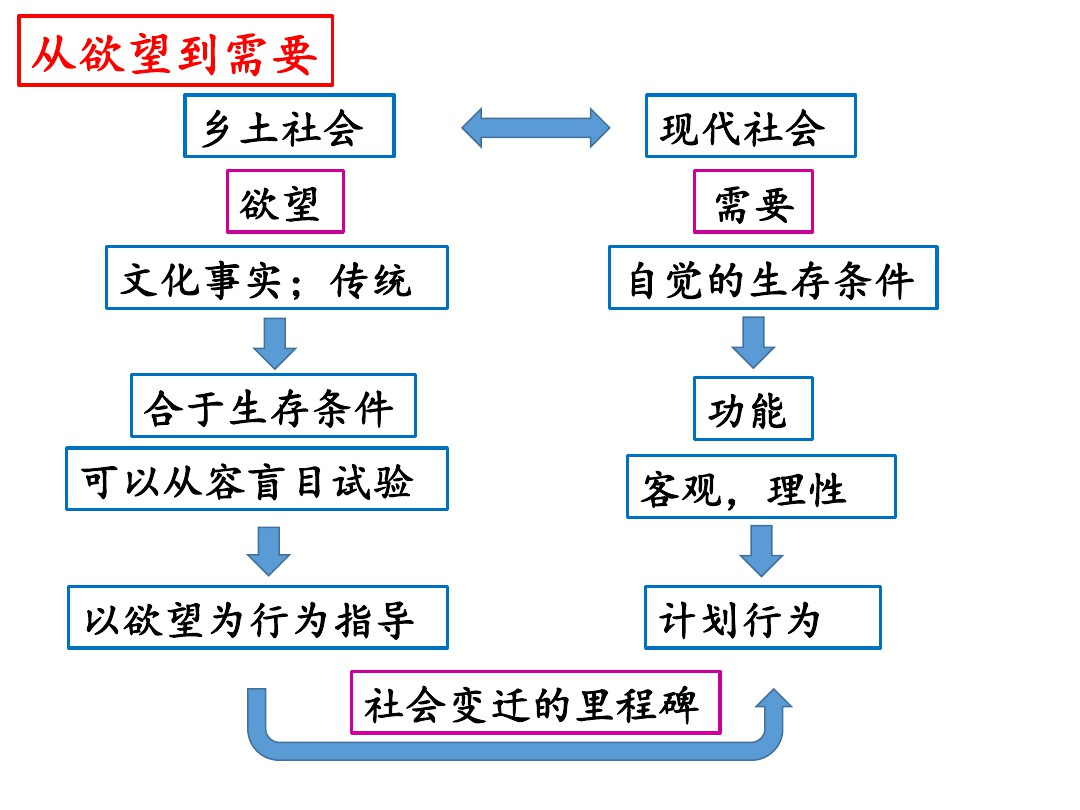 从欲望到需要
乡土社会
现代社会
欲望
需要
文化事实；传统
自觉的生存条件
合于生存条件
功能
可以从容盲目试验
客观，理性
以欲望为行为指导
计划行为
社会变迁的里程碑